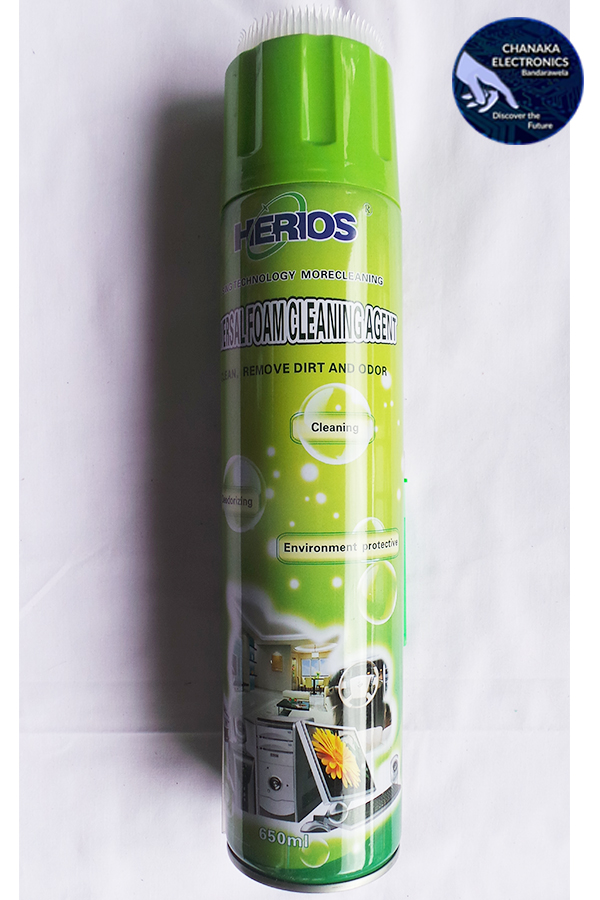 CHANAKA
ELECTRONICS
Bandarawela
Discover the
Future
HERIOS
®
TECHNOLOGY MORECLEANING
FOAM CLEANING AGENT
REMOVE DIRT AND ODOR
Cleaning
Deodorizing
Environment protective
650ml